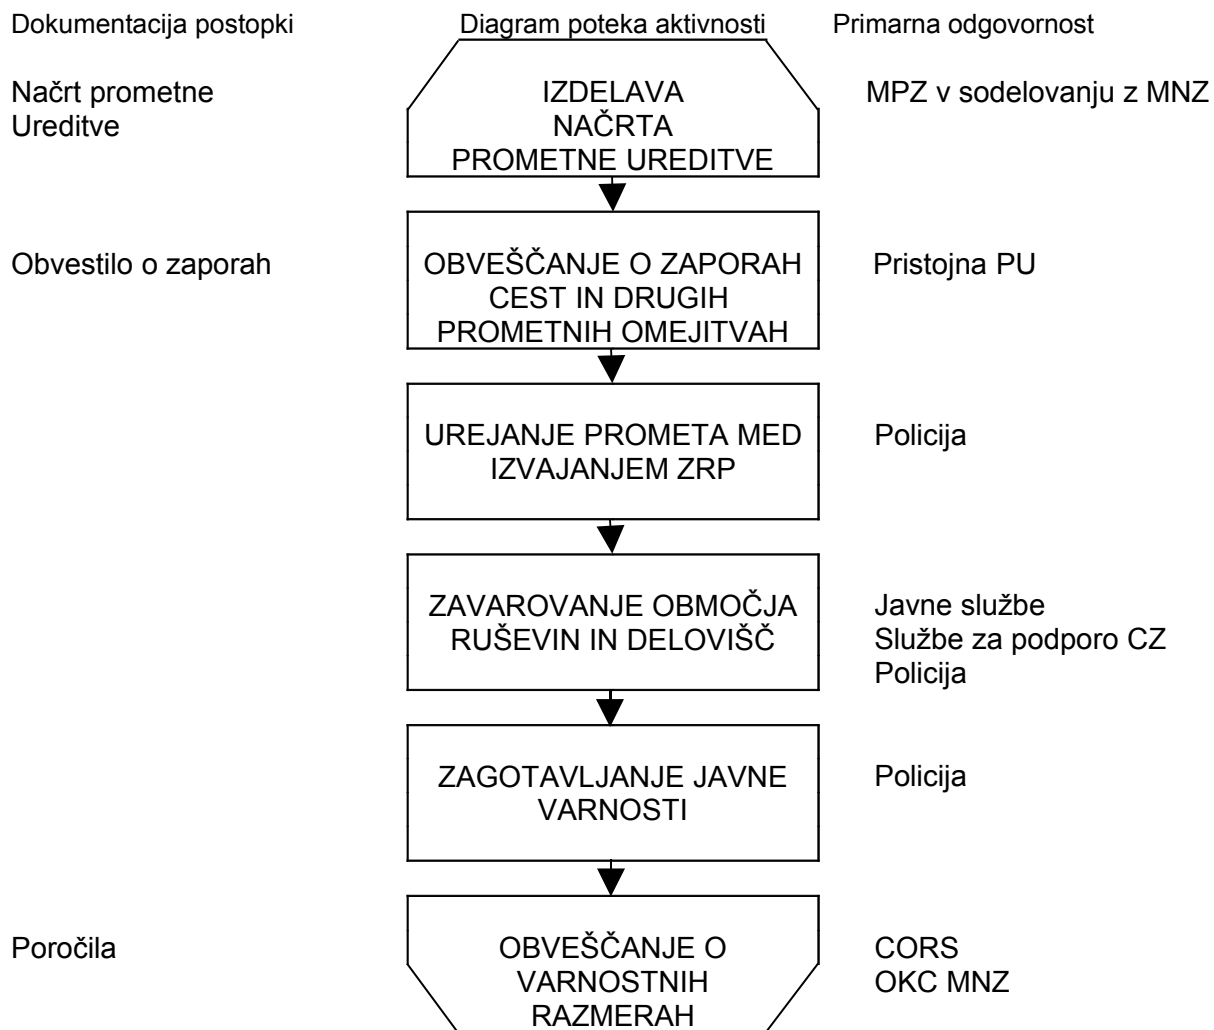 Dokumentacija postopki
Diagram poteka aktivnosti
Primarna odgovornost
Načrt prometne
Ureditve
IZDELAVA
NAČRTA
PROMETNE UREDITVE
MPZ v sodelovanju z MNZ
Obvestilo o zaporah
OBVEŠČANJE O ZAPORAH
CEST IN DRUGIH
PROMETNIH OMEJITVAH
Pristojna PU
UREJANJE PROMETA MED
IZVAJANJEM ZRP
Policija
ZAVAROVANJE OBMOČJA
RUŠEVIN IN DELOVIŠČ
Javne službe
Službe za podporo CZ
Policija
ZAGOTAVLJANJE JAVNE
VARNOSTI
Policija
Poročila
OBVEŠČANJE O
VARNOSTNIH
RAZMERAH
CORS
OKC MNZ